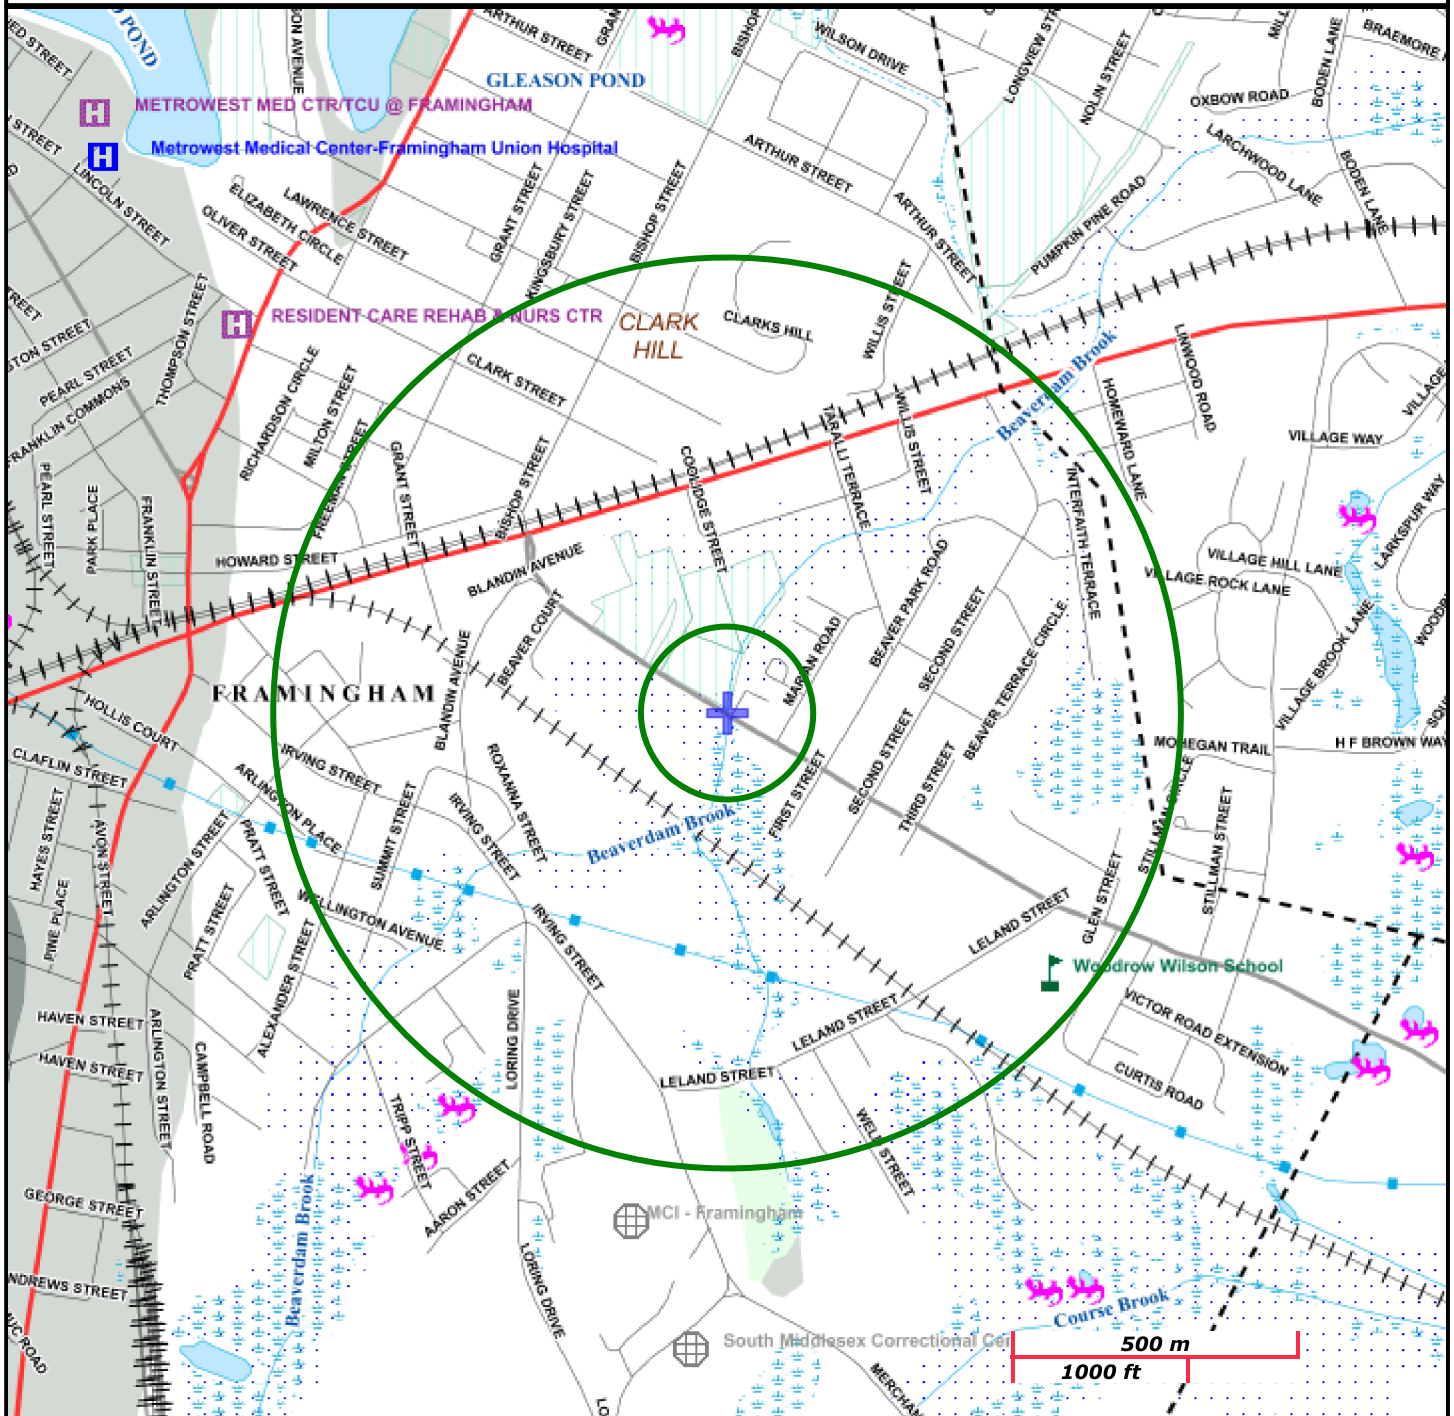 ARTHUR STREET
WILSON DRIVE
BRAEMORE
POND
GLEASON POND
METROWEST MED CTR/TCU @ FRAMINGHAM
Metrowest Medical Center-Framingham Union Hospital
LONGVIEW
NOLIN STREET
OXBOW ROAD
BODEN LANE
LARCHWOOD LANE
BODEN LANE
PUMPKIN PINE ROAD
LINCOLN STREET
ELIZABETH CIRCLE
LAWRENCE STREET
OLIVER STREET
GRANT STREET
KINGSBURY STREET
BISHOP STREET
ARTHUR STREET
ARTHUR STREET
RESIDENT CARE REHAB & NURS CTR
CLARK
HILL
CLARKS HILL
WILLIS STREET
Beaverdam Brook
THOMPSON STREET
PEARL STREET
FRANKLIN COMMONS
RICHARDSON CIRCLE
MILTON STREET
FREEMAN STREET
CLARK STREET
GRANT STREET
BISHOP STREET
COOLIDGE STREET
TARALLI TERRACE
WILLIS STREET
HOMEWARD LANE
LINWOOD ROAD
VILLAGE WAY
VILLAGE
PEARL STREET
PARK PLACE
FRANKLIN STREET
HOWARD STREET
BLANDIN AVENUE
BEAVER COURT
INTERFAITH TERRACE
VILLAGE HILL LANE
VILLAGE ROCK LANE
LARKSPUR WAY
VILLAGE BROOK LANE
BEAVER PARK ROAD
SECOND STREET
BEAVER TERRACE CIRCLE
MARIAN ROAD
FRAMINGHAM
BLANDIN AVENUE
HOLLIS COURT
CLAFLIN STREET
IRVING STREET
ARLINGTON PLACE
ROXANNA STREET
IRVING STREET
SUMMIT STREET
Beaverdam Brook
FIRST STREET
SECOND STREET
THIRD STREET
MOHEGAN TRAIL
H F BROWN WAY
STILLMAN CIRCLE
STILLMAN STREET
HAYES STREET
AVON STREET
PINE PLACE
ARLINGTON STREET
PRATT STREET
PRATT STREET
WELLINGTON AVENUE
ALEXANDER STREET
IRVING STREET
LELAND STREET
GLEN STREET
Woodrow Wilson School
VICTOR ROAD EXTENSION
CURTIS ROAD
HAVEN STREET
HAVEN STREET
ARLINGTON STREET
CAMPBELL ROAD
LORING DRIVE
LELAND STREET
LELAND STREET
TRIPP STREET
AARON STREET
GEORGE STREET
Beaverdam Brook
MCI - Framingham
LORING DRIVE
South Middlesex Correctional Cen
Course Brook
500 m
1000 ft